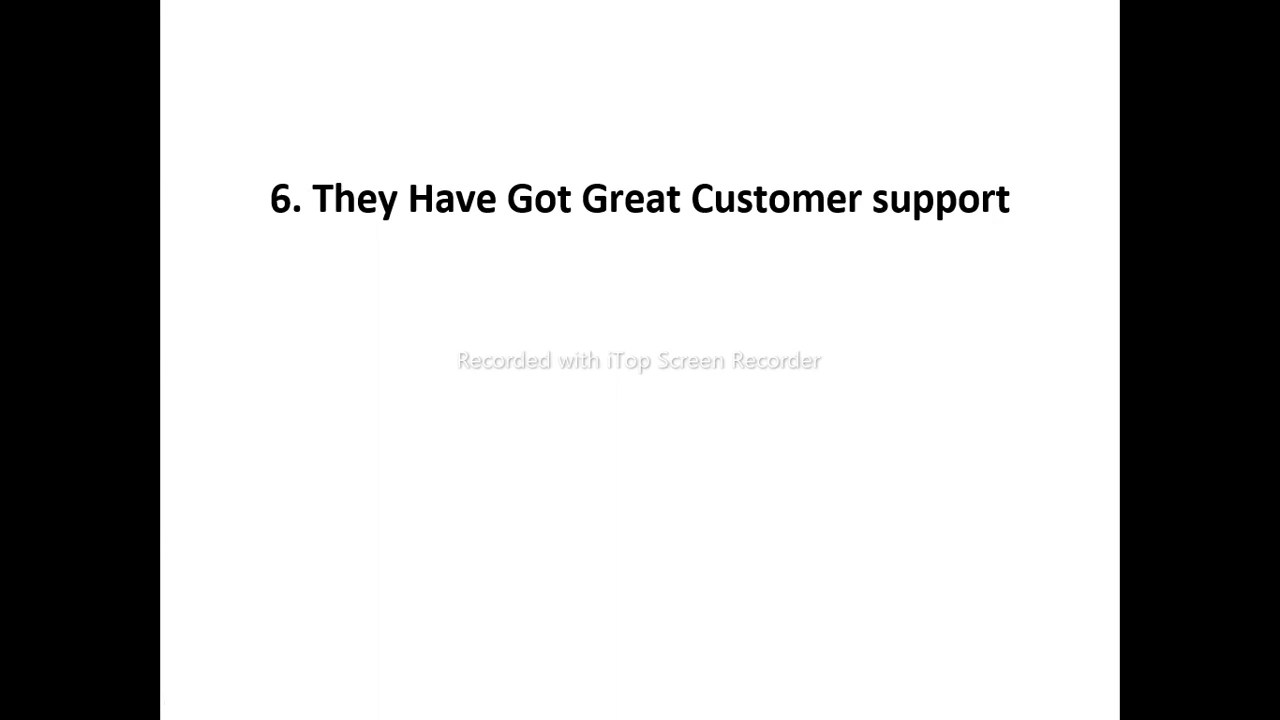 6. They Have Got Great Customer support
Recorded with iTop Screen Recorder